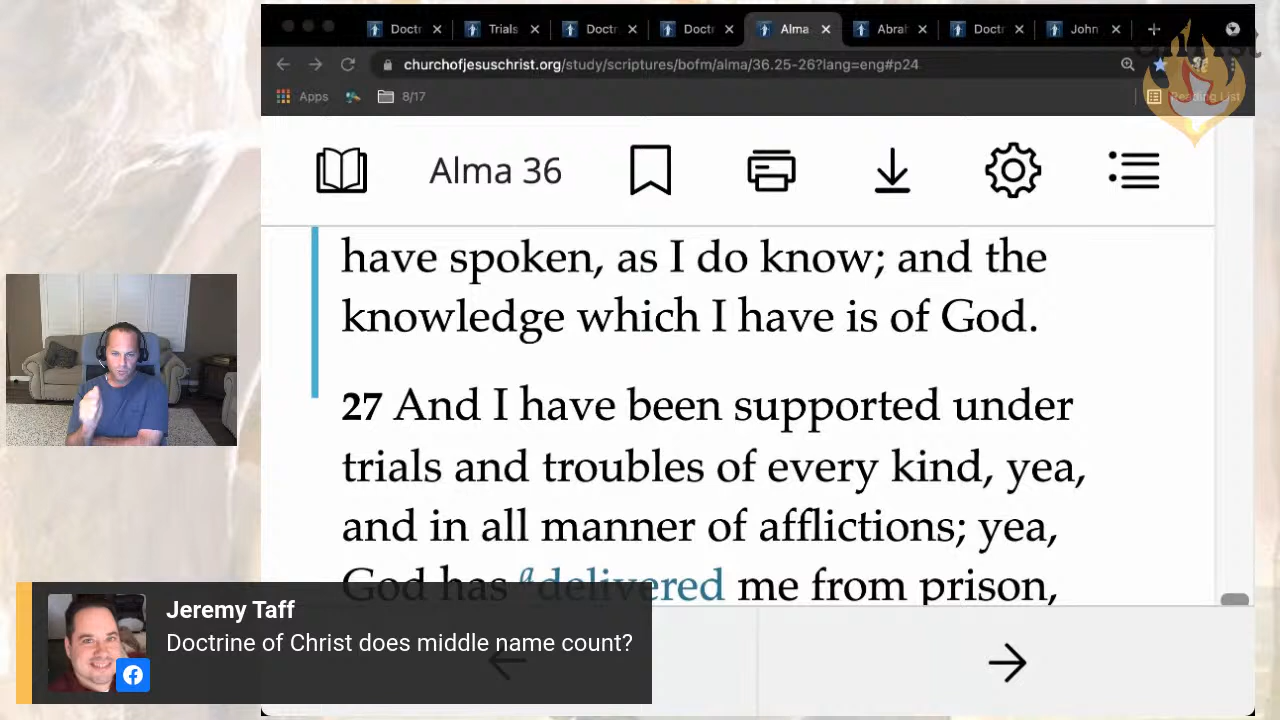 Doctr
Trials
Doctr
Doctr
Alma
Abral
Doctr
John
churchofjesuschrist.org/study/scriptures/bofm/alma/36.25-26?lang=eng#p24
Apps
8/17
Reading List
Alma 36
have spoken, as I do know; and the
knowledge which I have is of God.
27 And I have been supported under
trials and troubles of every kind, yea,
and in all manner of afflictions; yea,
God has a delivered me from prison,
Jeremy Taff
Doctrine of Christ does middle name count?